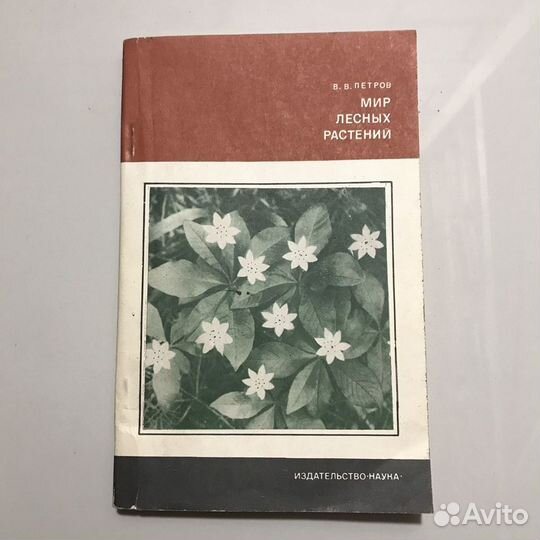 В. В. ПЕТРОВ
МИР
ЛЕСНЫХ
РАСТЕНИЙ
ИЗДАТЕЛЬСТВО·НАУКА·
Avito